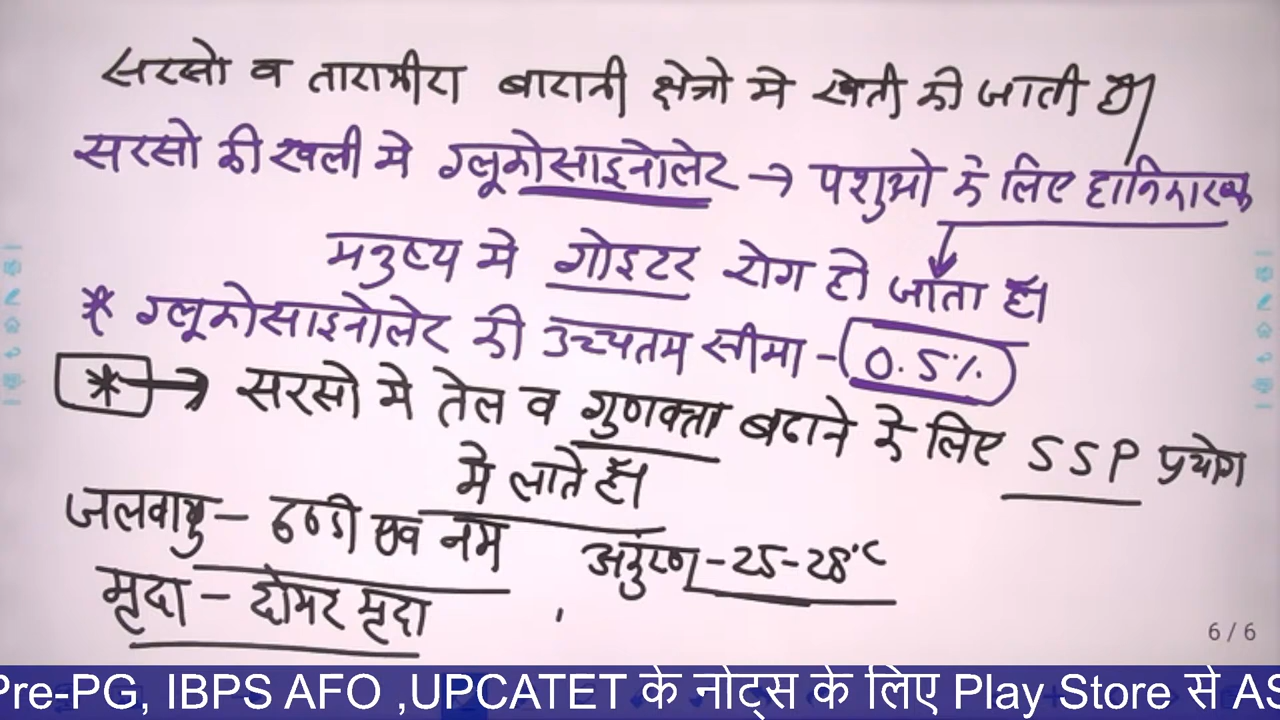 सरसो व तारामीरा बारानी क्षेत्रो मे खेती की जाती है।
सरसो की खली मे ग्लूकोसाइनोलेट → पशुओ के लिए हानिकारक
मनुष्य मे गोइटर रोग हो जाता है।
* ग्लूकोसाइनोलेट की उच्चतम सीमा - 0.5%
* → सरसो मे तेल व गुणवत्ता बढाने के लिए SSP प्रयोग
मे लाते है।
जलवायु - ठण्डी एव नम
अंकुरण - 25-28°C
मृदा - दोमट मृदा
6 / 6
Pre-PG, IBPS AFO ,UPCATET के नोट्स के लिए Play Store से AS